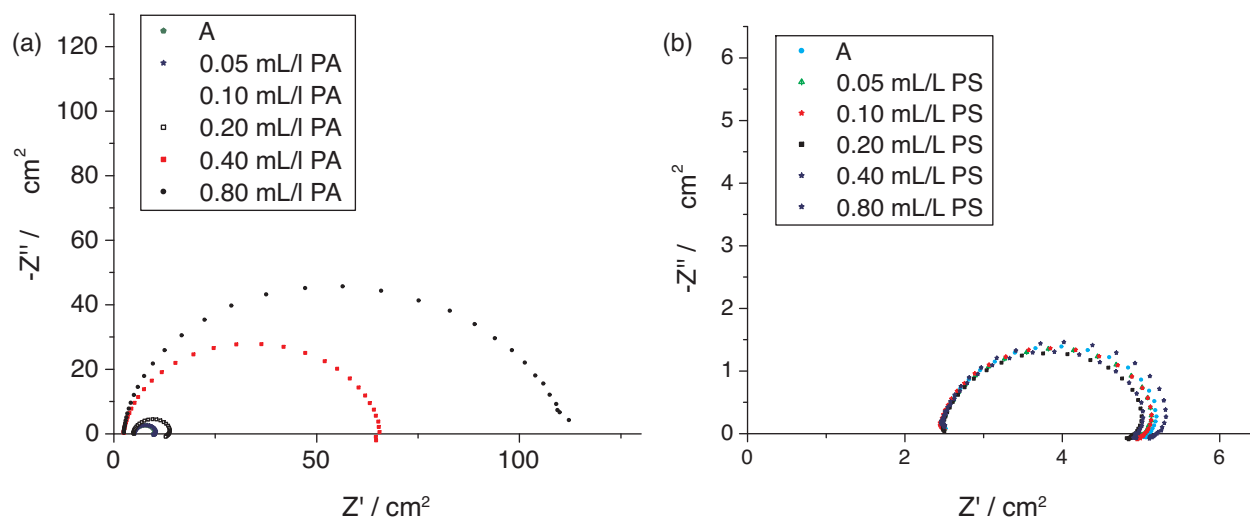 (a)
A
0.05 mL/l PA
0.10 mL/l PA
0.20 mL/l PA
0.40 mL/l PA
0.80 mL/l PA
120
100
80
60
40
20
0
-Z'' / cm²
0
50
100
Z' / cm²
(b)
A
0.05 mL/L PS
0.10 mL/L PS
0.20 mL/L PS
0.40 mL/L PS
0.80 mL/L PS
6
5
4
3
2
1
0
-Z'' / cm²
0
2
4
6
Z' / cm²